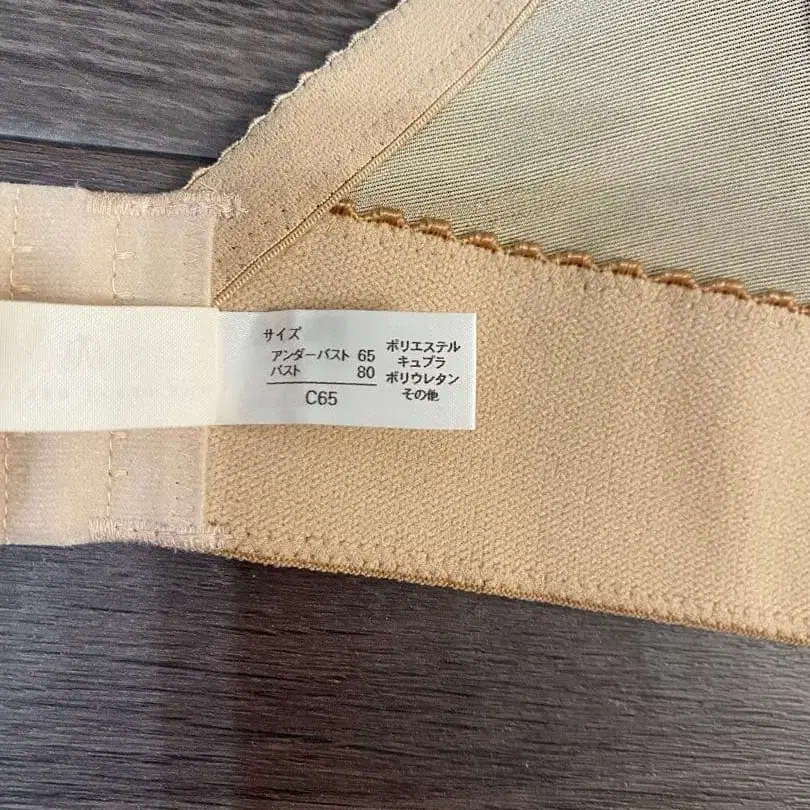 サイズ
アンダーバスト 65
バスト 80
C65
ポリエステル
キュプラ
ポリウレタン
その他